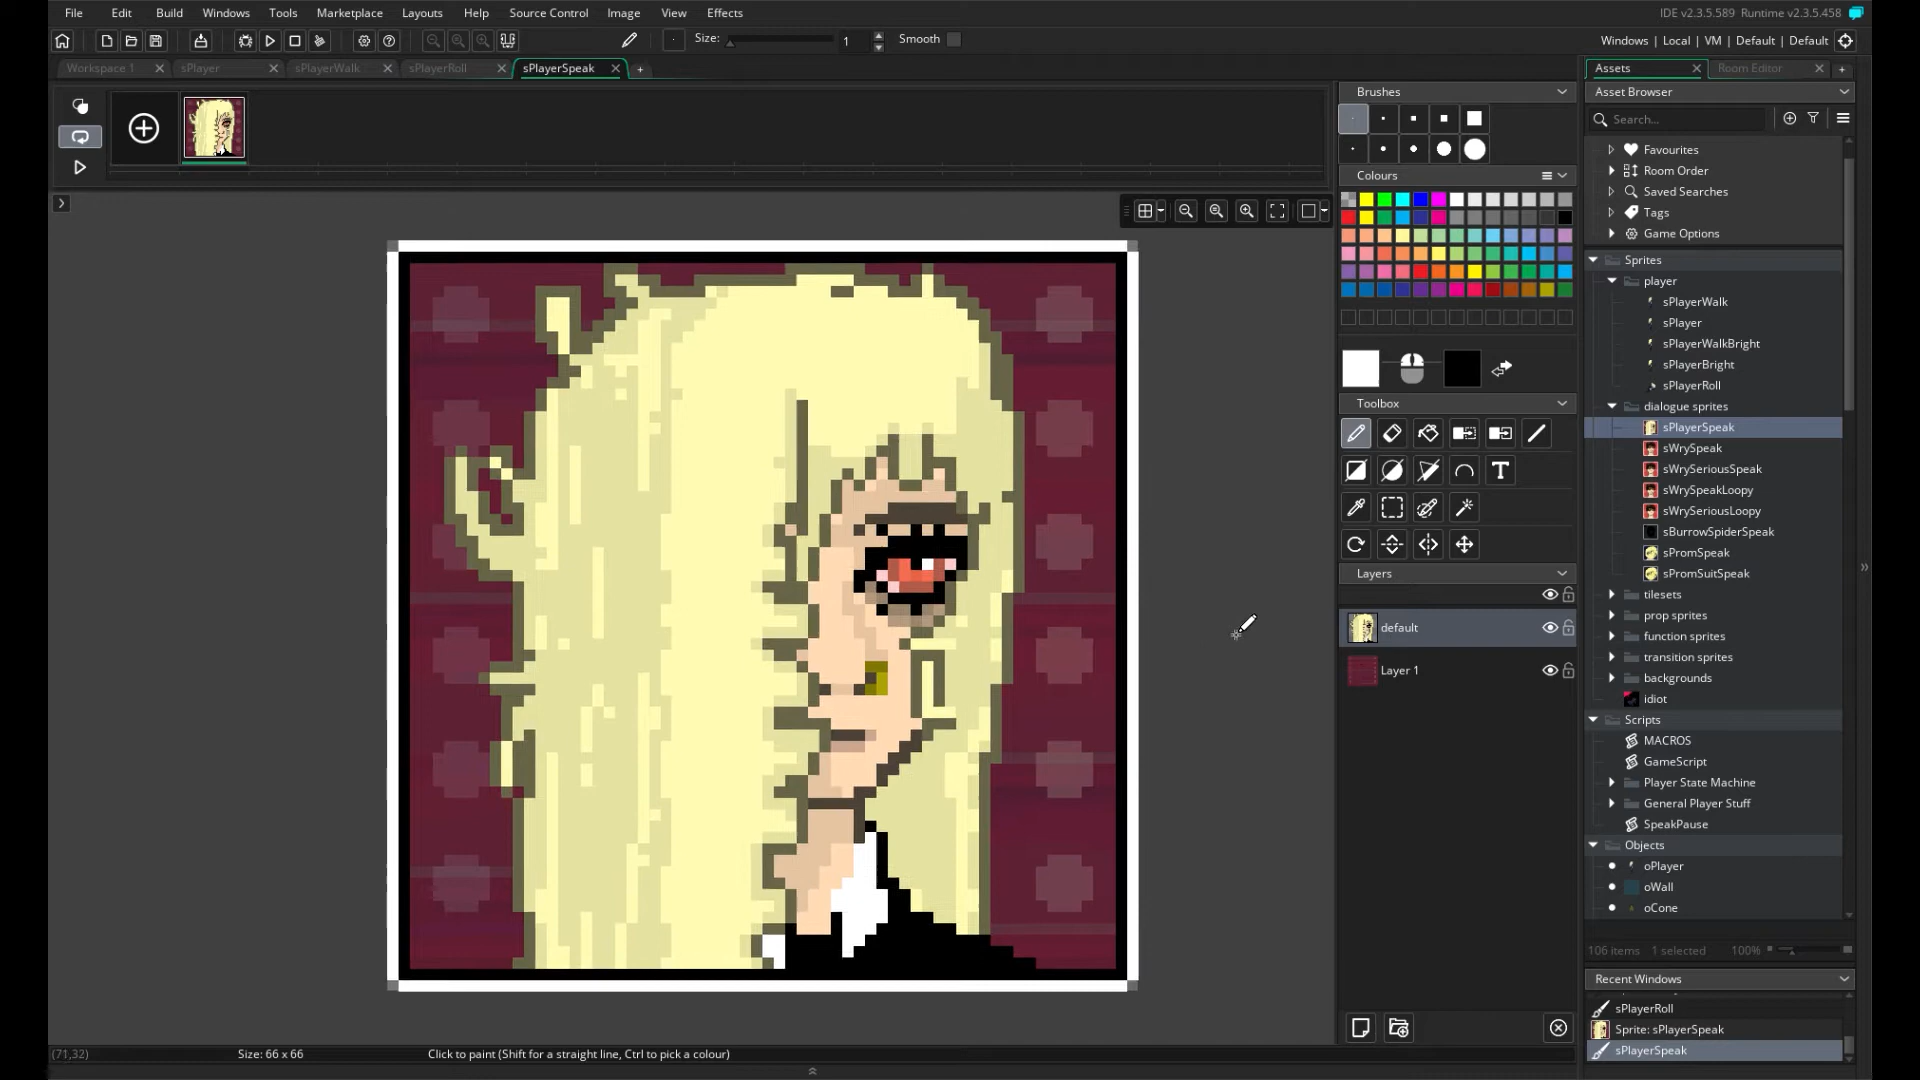 File Edit Build Windows Tools Marketplace Layouts Help Source Control Image View Effects
IDE v2.3.5.589 Runtime v2.3.5.458
Size: 1 Smooth
Windows | Local | VM | Default | Default
Workspace 1 sPlayer sPlayerWalk sPlayerRoll sPlayerSpeak
Assets Room Editor
Brushes
Asset Browser
Search...
Favourites
Room Order
Colours
Saved Searches
Tags
Game Options
Sprites
player
sPlayerWalk
sPlayer
sPlayerWalkBright
sPlayerBright
sPlayerRoll
Toolbox
dialogue sprites
sPlayerSpeak
sWrySpeak
sWrySeriousSpeak
sWrySpeakLoopy
sWrySeriousLoopy
sBurrowSpiderSpeak
sPromSpeak
sPromSuitSpeak
Layers
tilesets
prop sprites
default
function sprites
transition sprites
Layer 1
backgrounds
idiot
Scripts
MACROS
GameScript
Player State Machine
General Player Stuff
SpeakPause
Objects
oPlayer
oWall
oCone
106 items 1 selected 100%
Recent Windows
sPlayerRoll
Sprite: sPlayerSpeak
sPlayerSpeak
(71,32) Size: 66 x 66 Click to paint (Shift for a straight line, Ctrl to pick a colour)